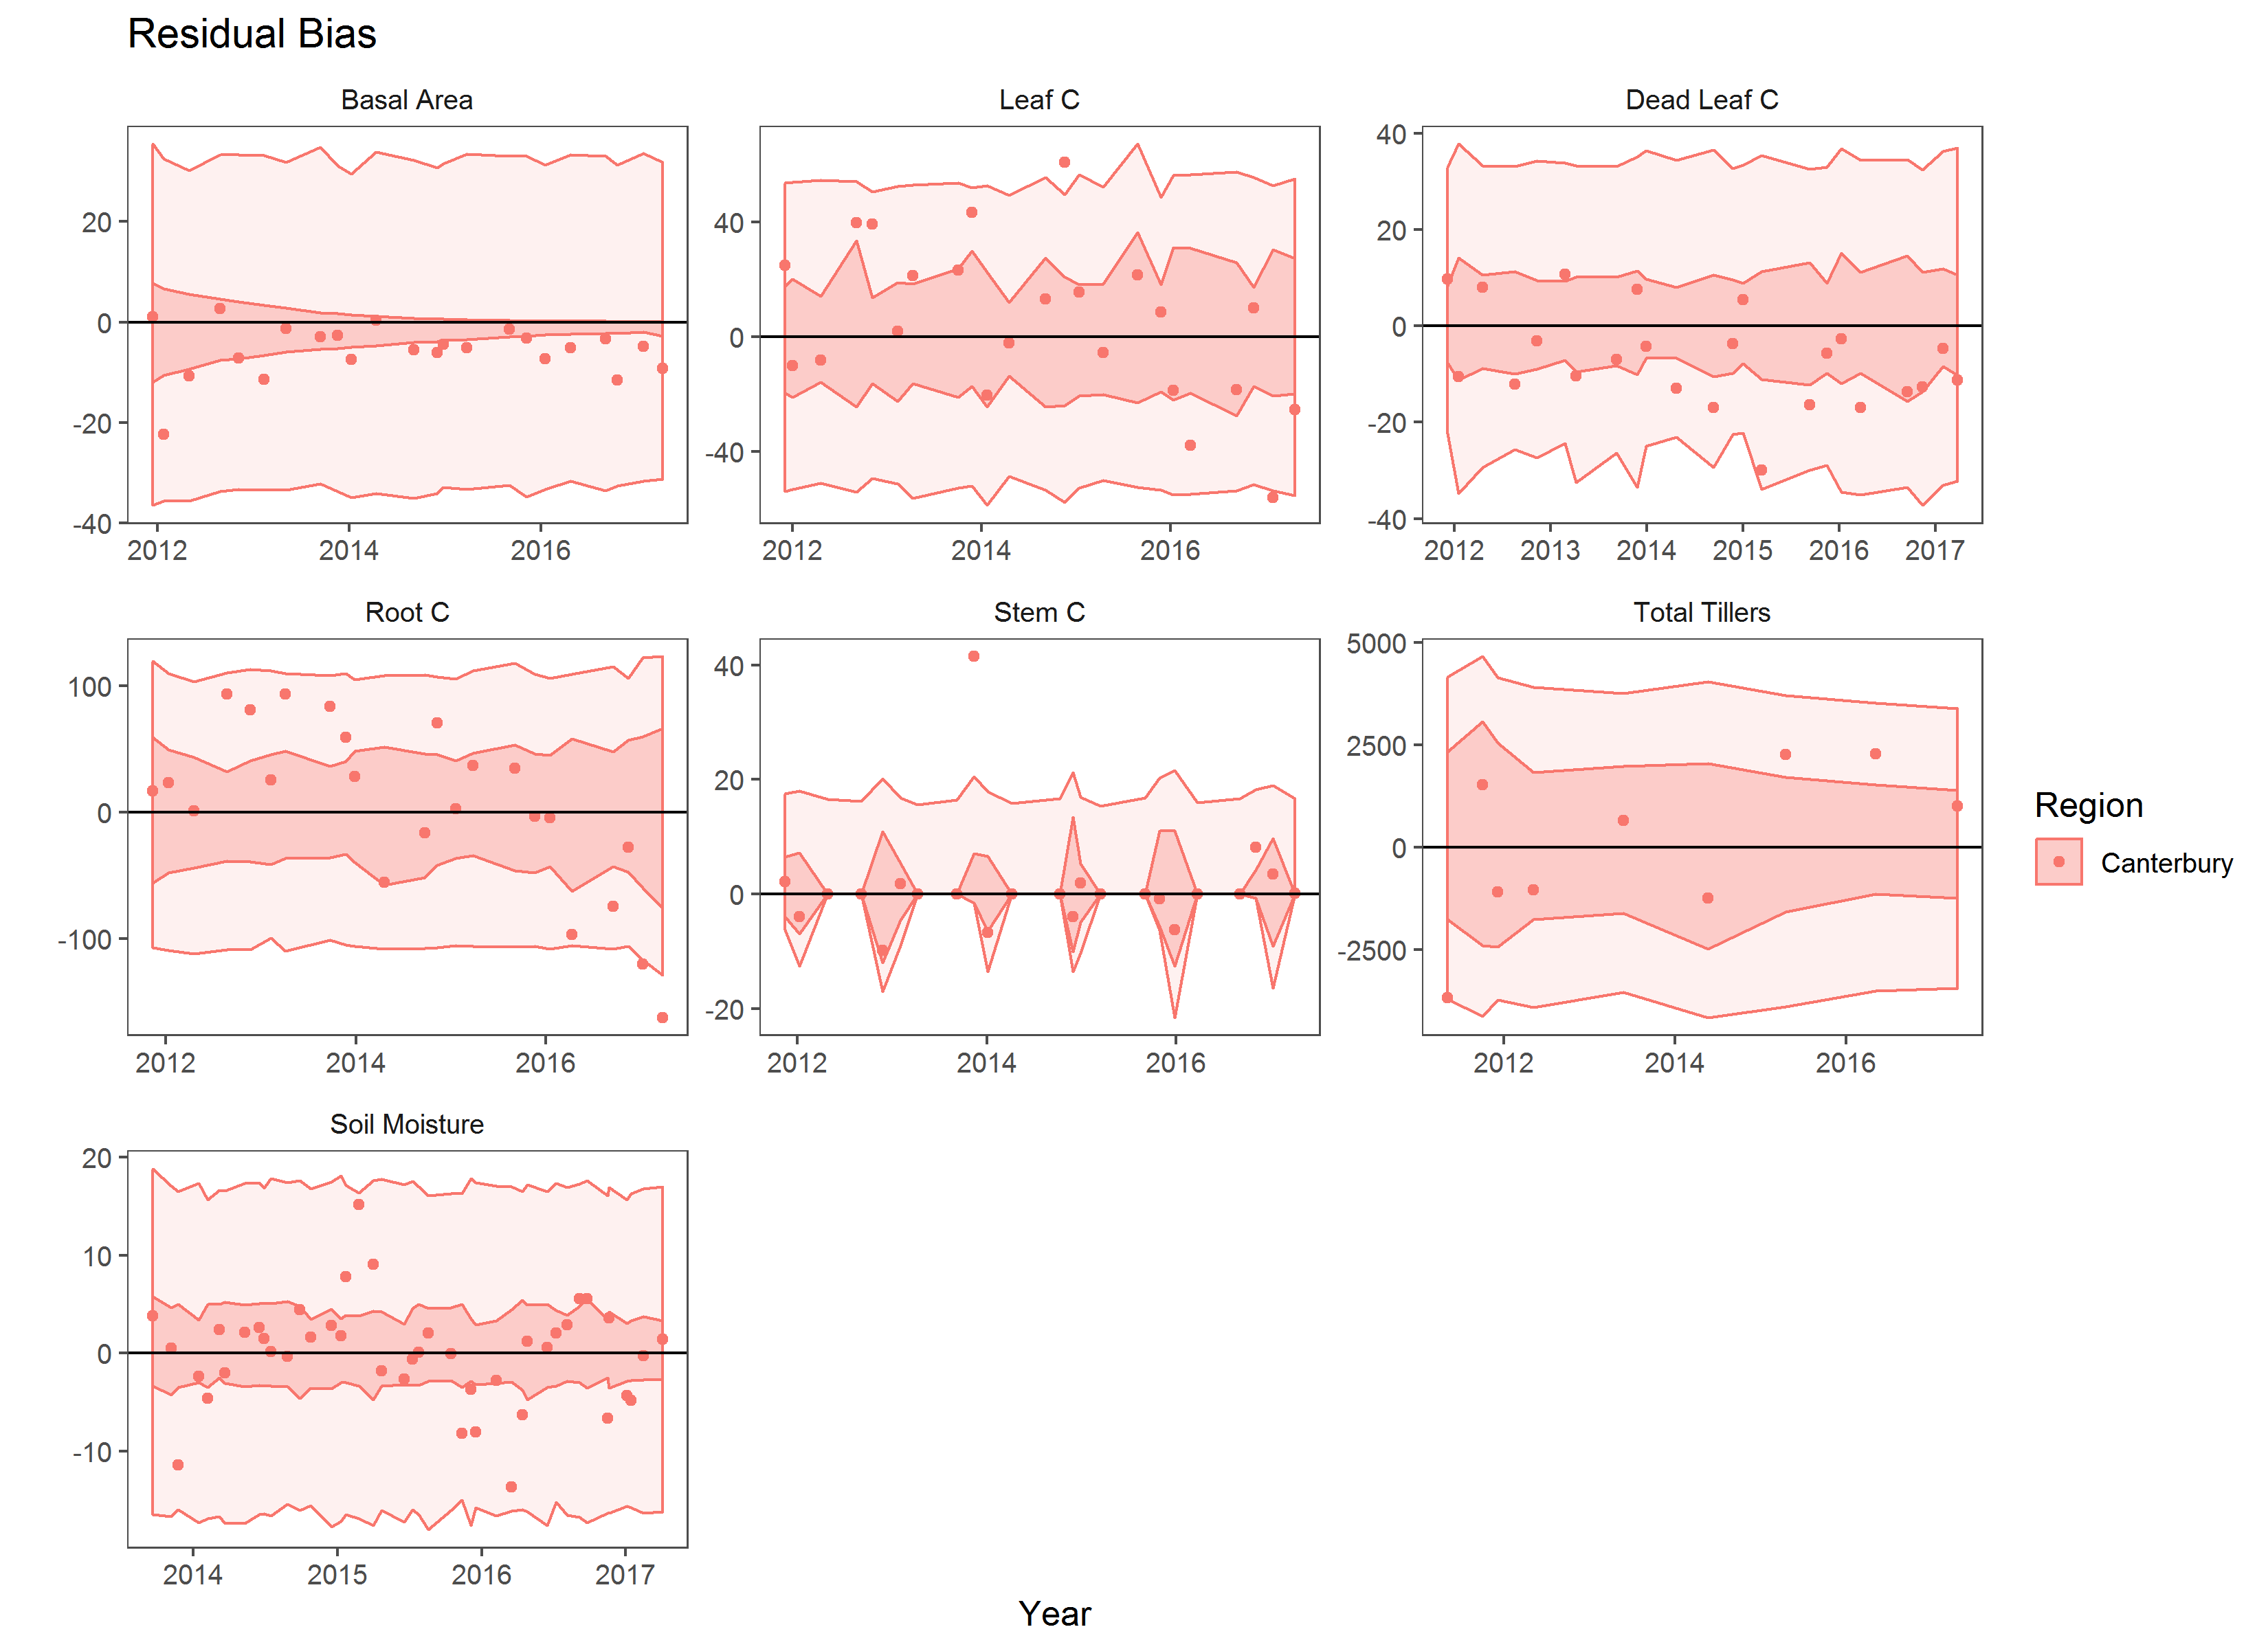 Residual Bias
Basal Area
Leaf C
Dead Leaf C
20
0
-20
-40
2012 2014 2016
40
0
-40
2012 2014 2016
40
20
0
-20
-40
2012 2013 2014 2015 2016 2017
Root C
Stem C
Total Tillers
100
0
-100
2012 2014 2016
40
20
0
-20
2012 2014 2016
5000
2500
0
-2500
2012 2014 2016
Region
Canterbury
Soil Moisture
20
10
0
-10
2014 2015 2016 2017
Year